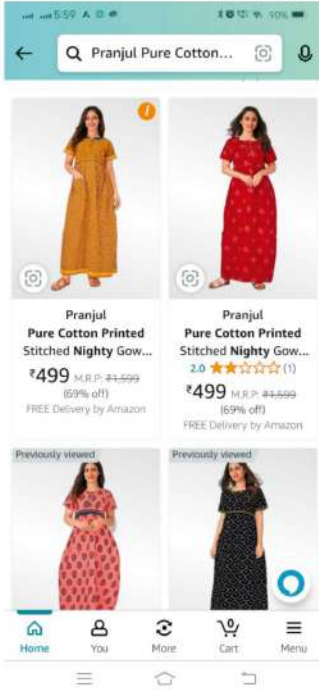 5:59
90%
Pranjul Pure Cotton...
Pranjul
Pure Cotton Printed
Stitched Nighty Gow...
₹499 M.R.P: ₹1,599
(69% off)
FREE Delivery by Amazon
Pranjul
Pure Cotton Printed
Stitched Nighty Gow...
2.0 (1)
₹499 M.R.P: ₹1,599
(69% off)
FREE Delivery by Amazon
Previously viewed
Previously viewed
0
Home You More Cart Menu